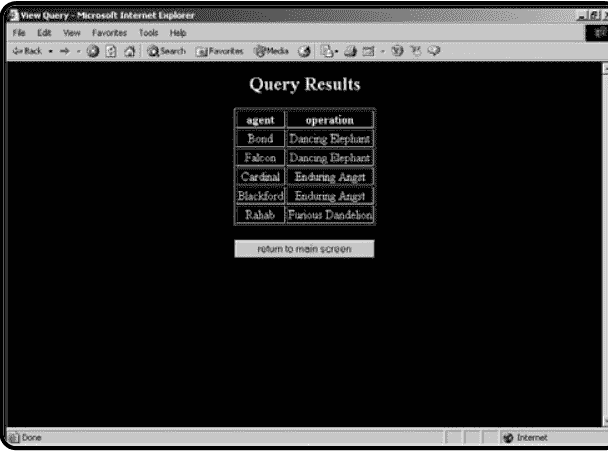 View Query - Microsoft Internet Explorer
File Edit View Favorites Tools Help
Back Search Favorites Media
Query Results
agent operation
Bond Dancing Elephant
Falcon Dancing Elephant
Cardinal Enduring Angst
Blackford Enduring Angst
Rahab Furious Dandelion
return to main screen
Done Internet